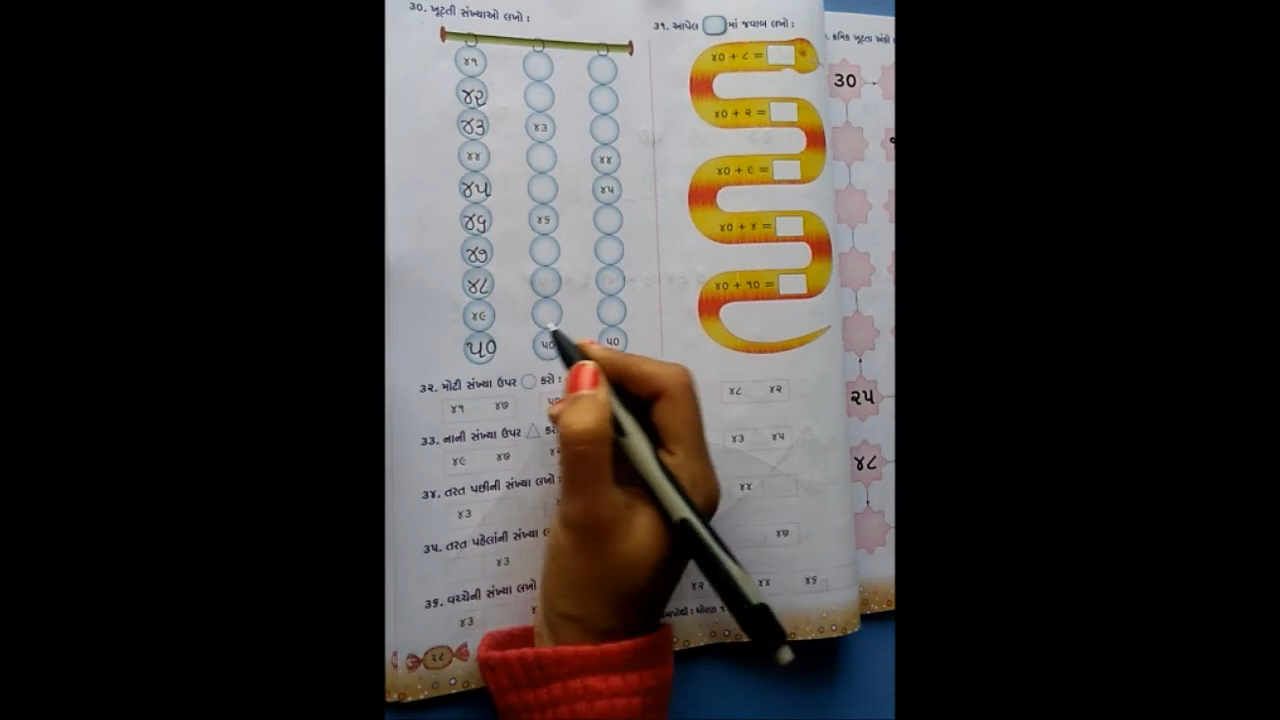 ૩૦. ખૂટતી સંખ્યાઓ લખો :
૪૧
૪૨
૪૩ ૪૩
૪૪ ૪૪
૪૫ ૪૫
૪૬ ૪૬
૪૭
૪૮
૪૯
૫૦ ૫૦ ૫૦
૩૧. આપેલ માં જવાબ લખો :
૪૦ + ૮ =
૪૦ + ૨ =
૪૦ + ૯ =
૪૦ + ૪ =
૪૦ + ૧૦ =
૩૨. મોટી સંખ્યા ઉપર કરો :
૪૧ ૪૭ ૪૮ ૪૨
૩૩. નાની સંખ્યા ઉપર
૪૯ ૪૭ ૪૩ ૪૫
૩૪. તરત પછીની સંખ્યા લખો :
૪૩ ૪૪
૩૫. તરત પહેલાંની સંખ્યા
૪૩ ૪૭
૩૬. વચ્ચેની સંખ્યા લખો
૪૩ ૪૨ ૪૪ ૪૬
૨૮
ક્રમિક ખૂટતા અંકો
૩૦
૨૫
૪૮